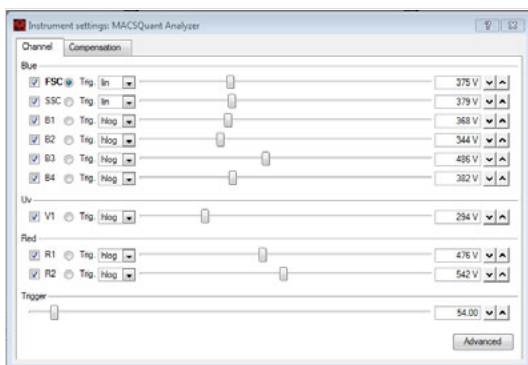 Instrument settings: MACSQuant Analyzer
Channel Compensation
Blue
FSC Trig. lin 375 V
SSC Trig. lin 379 V
B1 Trig. hlog 368 V
B2 Trig. hlog 344 V
B3 Trig. hlog 486 V
B4 Trig. hlog 382 V
Uv
V1 Trig. hlog 294 V
Red
R1 Trig. hlog 476 V
R2 Trig. hlog 542 V
Trigger
54.00
Advanced